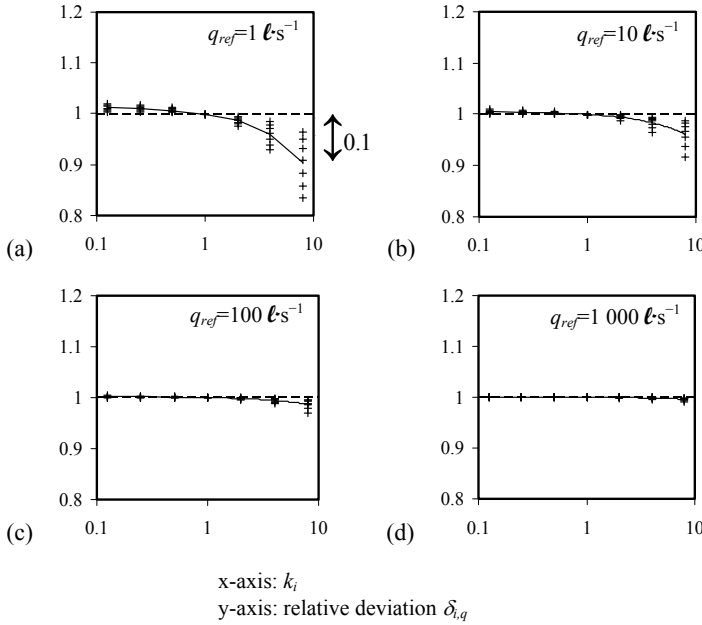 1.2
1.1
1
0.9
0.8
q_ref=1 ℓ·s⁻¹
0.1
(a)
0.1 1 10
1.2
1.1
1
0.9
0.8
q_ref=10 ℓ·s⁻¹
(b)
0.1 1 10
1.2
1.1
1
0.9
0.8
q_ref=100 ℓ·s⁻¹
(c)
0.1 1 10
1.2
1.1
1
0.9
0.8
q_ref=1 000 ℓ·s⁻¹
(d)
0.1 1 10
x-axis: k_i
y-axis: relative deviation δ_i,q